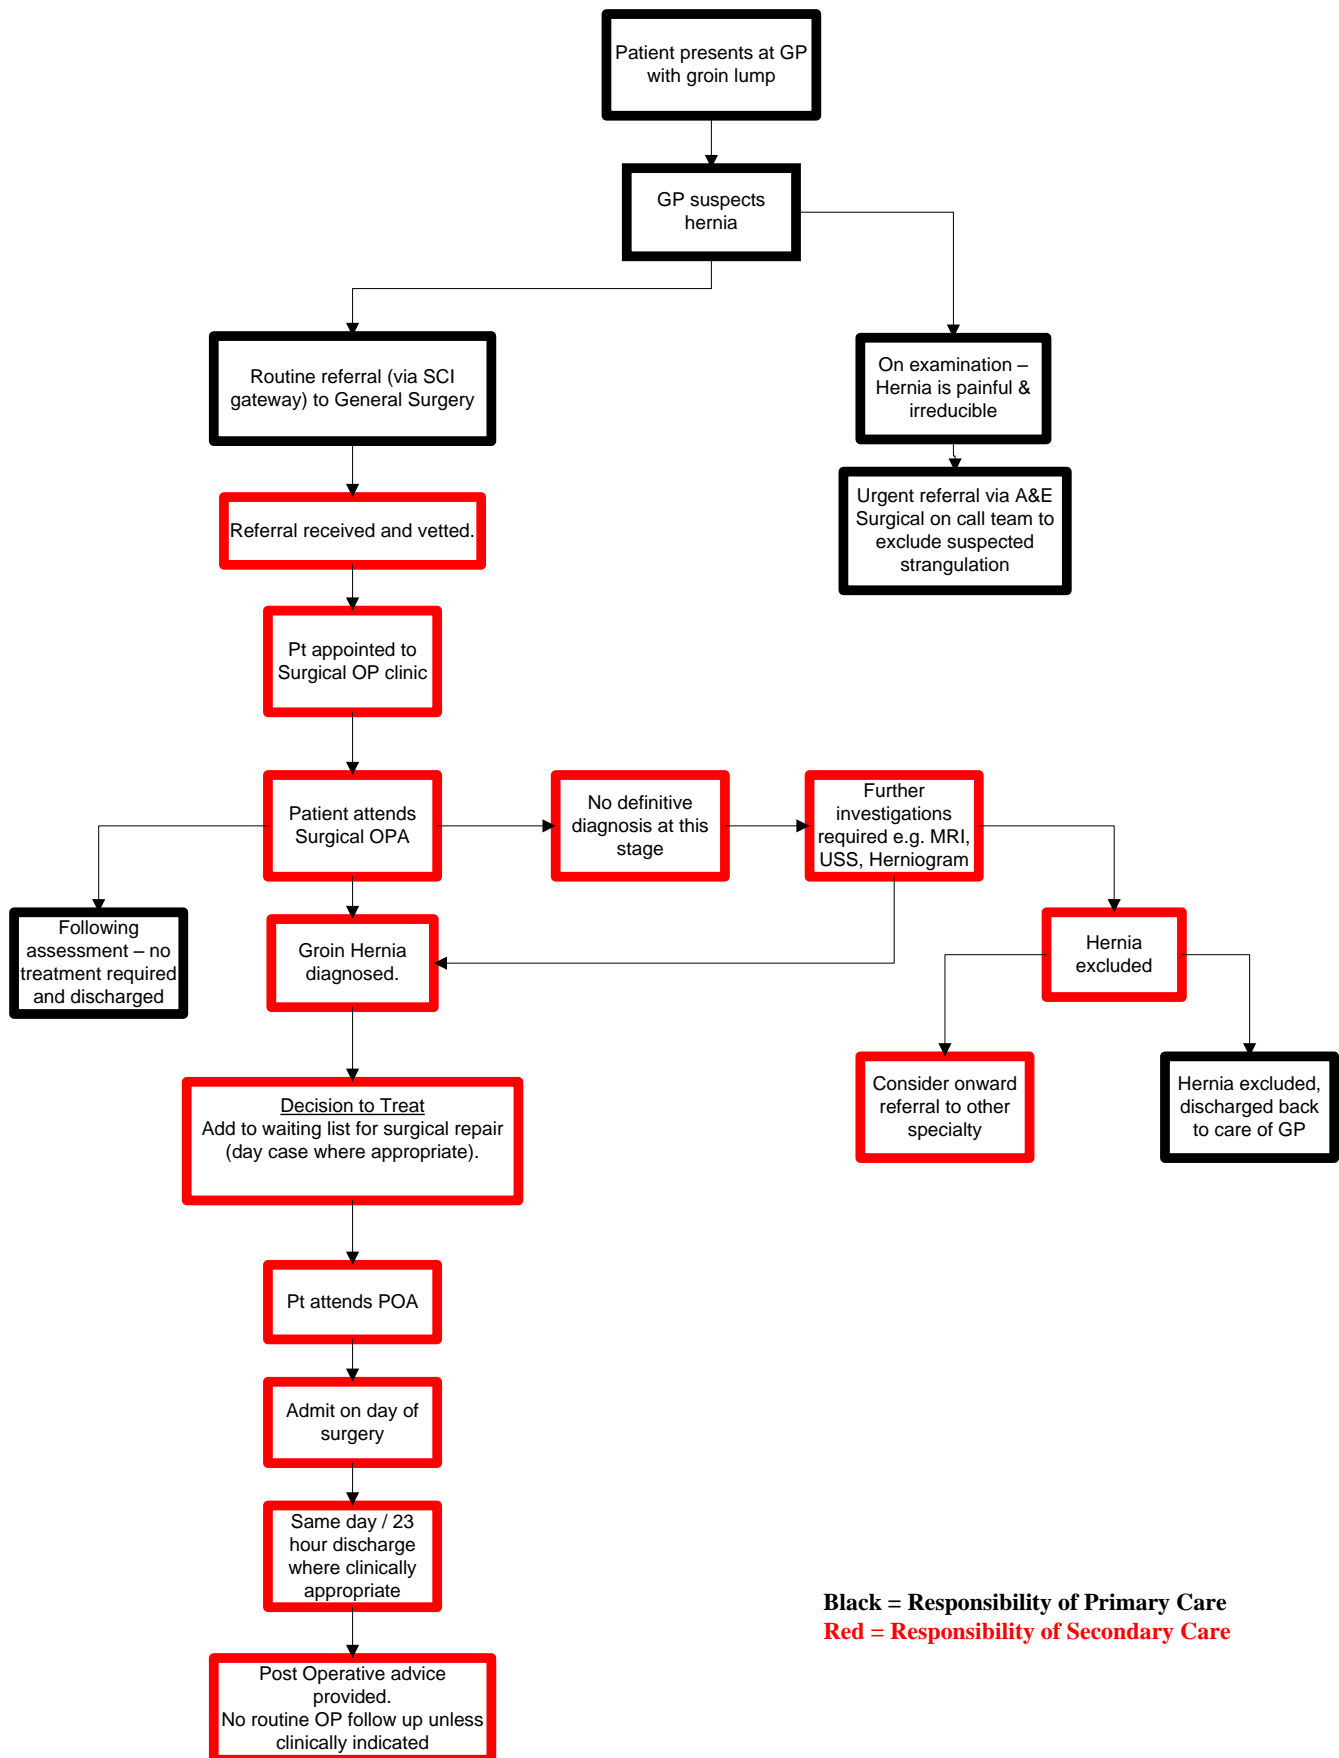 Patient presents at GP
with groin lump
GP suspects
hernia
Routine referral (via SCI
gateway) to General Surgery
On examination –
Hernia is painful &
irreducible
Urgent referral via A&E
Surgical on call team to
exclude suspected
strangulation
Referral received and vetted.
Pt appointed to
Surgical OP clinic
Patient attends
Surgical OPA
No definitive
diagnosis at this
stage
Further
investigations
required e.g. MRI,
USS, Herniogram
Following
assessment – no
treatment required
and discharged
Groin Hernia
diagnosed.
Hernia
excluded
Consider onward
referral to other
specialty
Hernia excluded,
discharged back
to care of GP
Decision to Treat
Add to waiting list for surgical repair
(day case where appropriate).
Pt attends POA
Admit on day of
surgery
Same day / 23
hour discharge
where clinically
appropriate
Post Operative advice
provided.
No routine OP follow up unless
clinically indicated
Black = Responsibility of Primary Care
Red = Responsibility of Secondary Care